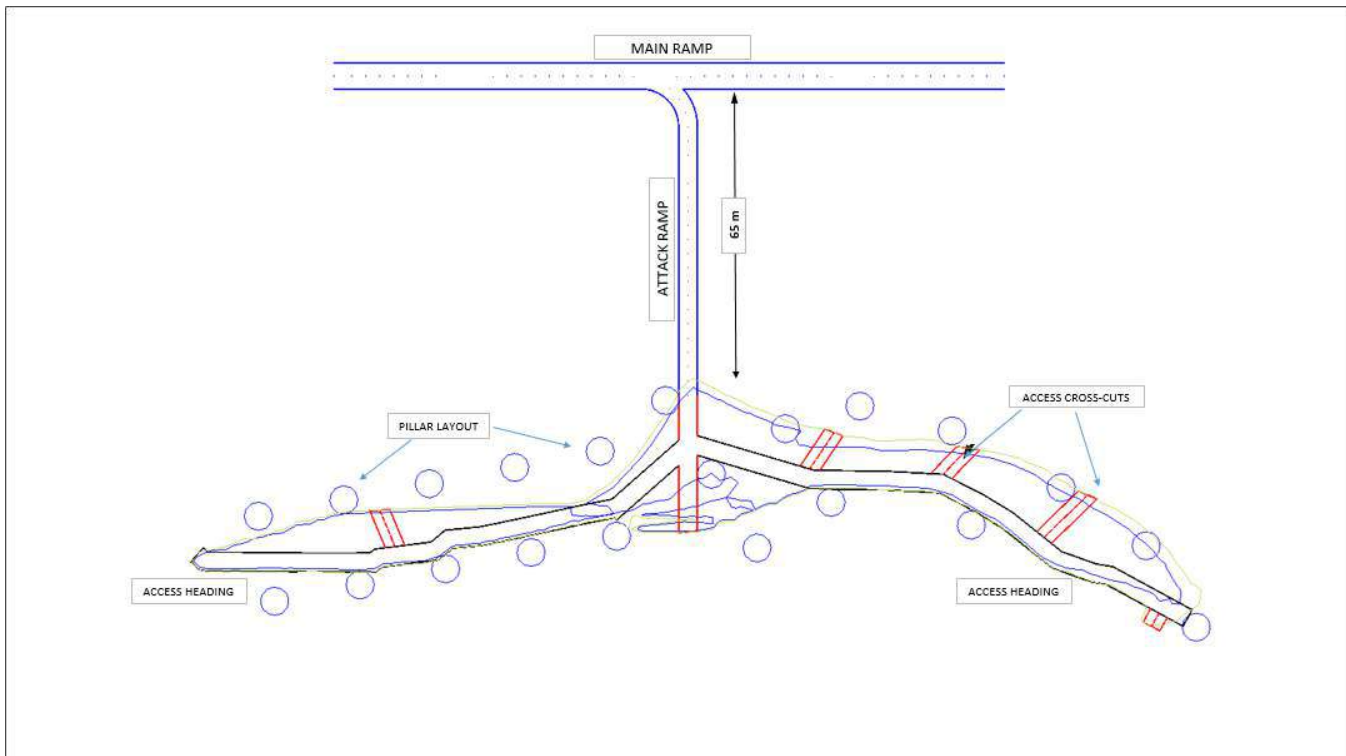 MAIN RAMP
ATTACK RAMP
65 m
ACCESS CROSS-CUTS
PILLAR LAYOUT
ACCESS HEADING
ACCESS HEADING